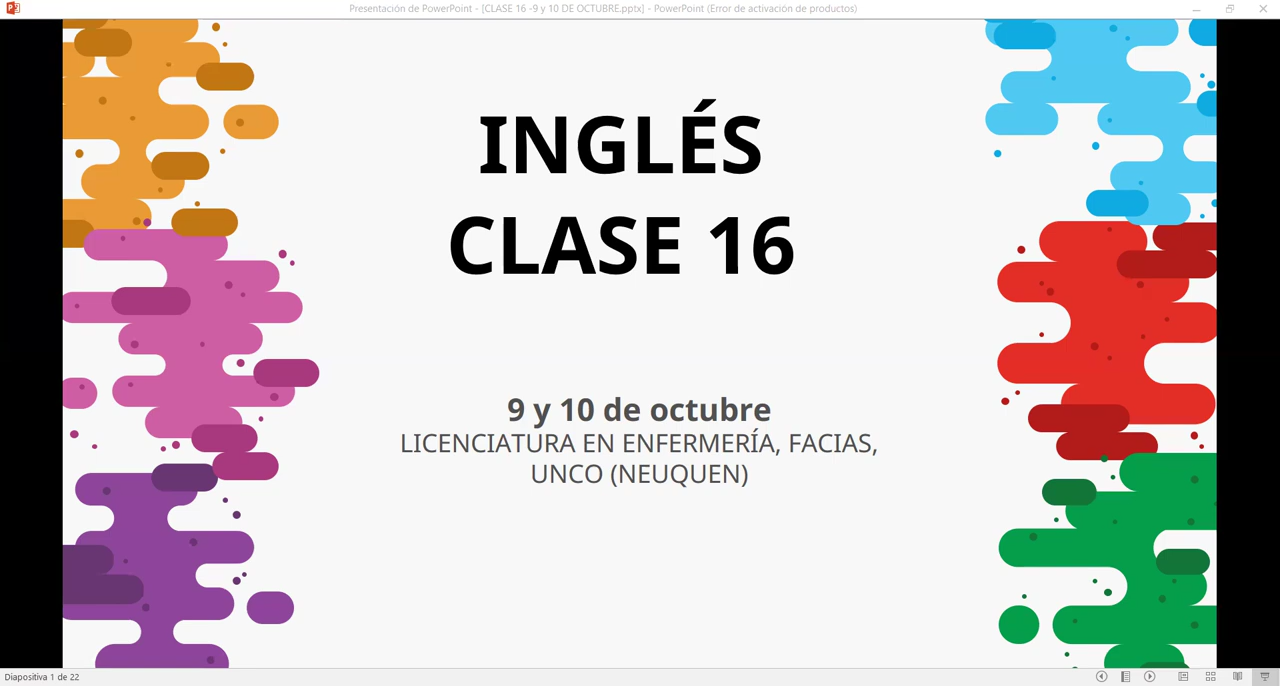 Presentación de PowerPoint - [CLASE 16 -9 y 10 DE OCTUBRE.pptx] - PowerPoint (Error de activación de productos)
INGLÉS
CLASE 16
9 y 10 de octubre
LICENCIATURA EN ENFERMERÍA, FACIAS,
UNCO (NEUQUEN)
Diapositiva 1 de 22